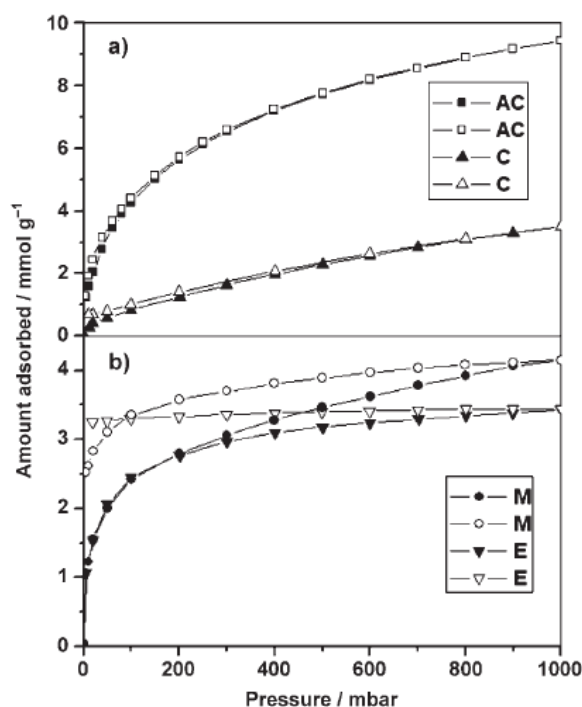 a)
10
8
6
4
2
0
AC
AC
C
C
b)
4
3
2
1
0
M
M
E
E
0 200 400 600 800 1000
Amount adsorbed / mmol g⁻¹
Pressure / mbar